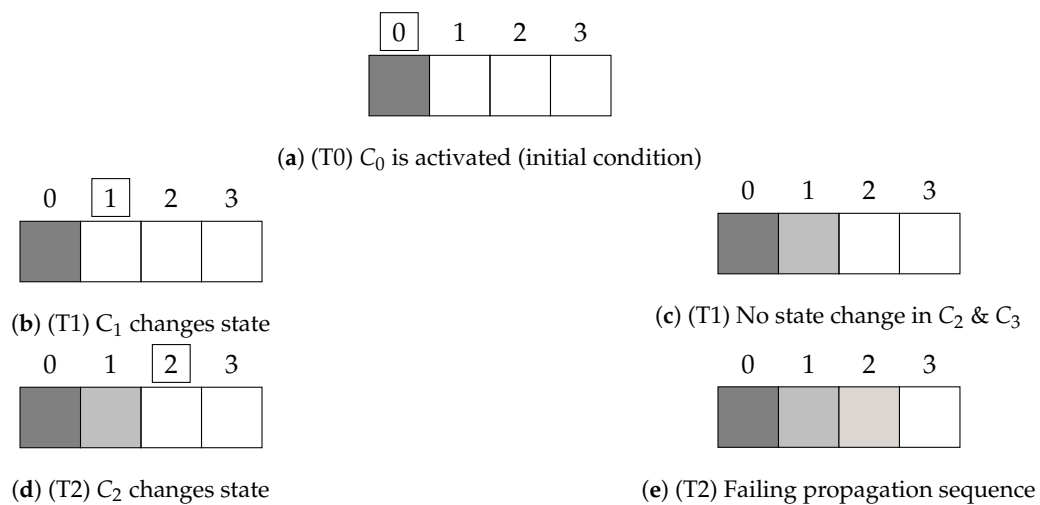 0 1 2 3
(a) (T0) C0 is activated (initial condition)
0 1 2 3
0 1 2 3
(b) (T1) C1 changes state
(c) (T1) No state change in C2 & C3
0 1 2 3
0 1 2 3
(d) (T2) C2 changes state
(e) (T2) Failing propagation sequence